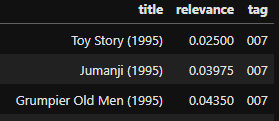 title relevance tag
Toy Story (1995) 0.02500 007
Jumanji (1995) 0.03975 007
Grumpier Old Men (1995) 0.04350 007